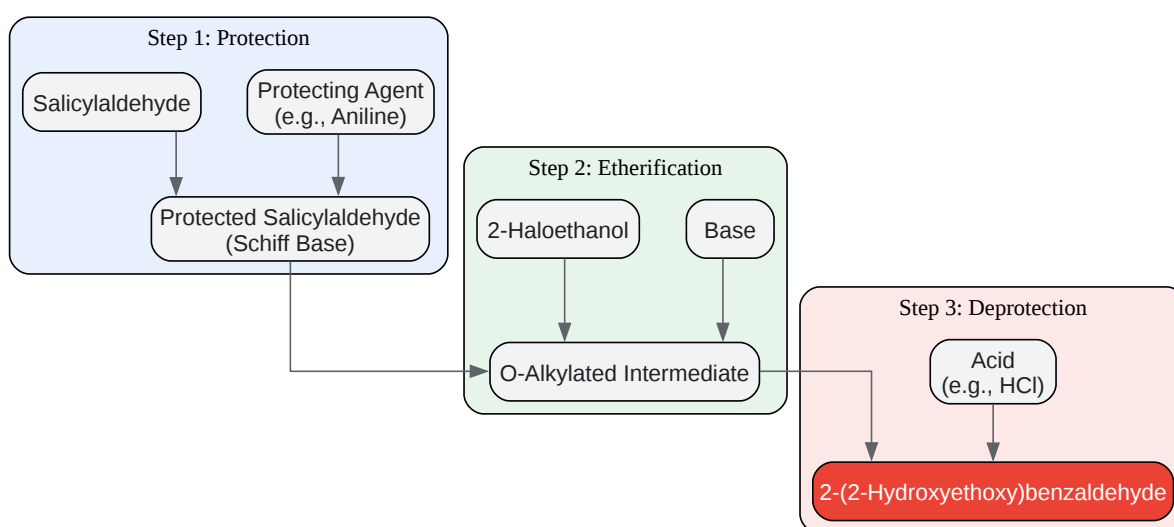 Step 1: Protection
Salicylaldehyde
Protecting Agent
(e.g., Aniline)
Protected Salicylaldehyde
(Schiff Base)
Step 2: Etherification
2-Haloethanol
Base
O-Alkylated Intermediate
Step 3: Deprotection
Acid
(e.g., HCl)
2-(2-Hydroxyethoxy)benzaldehyde